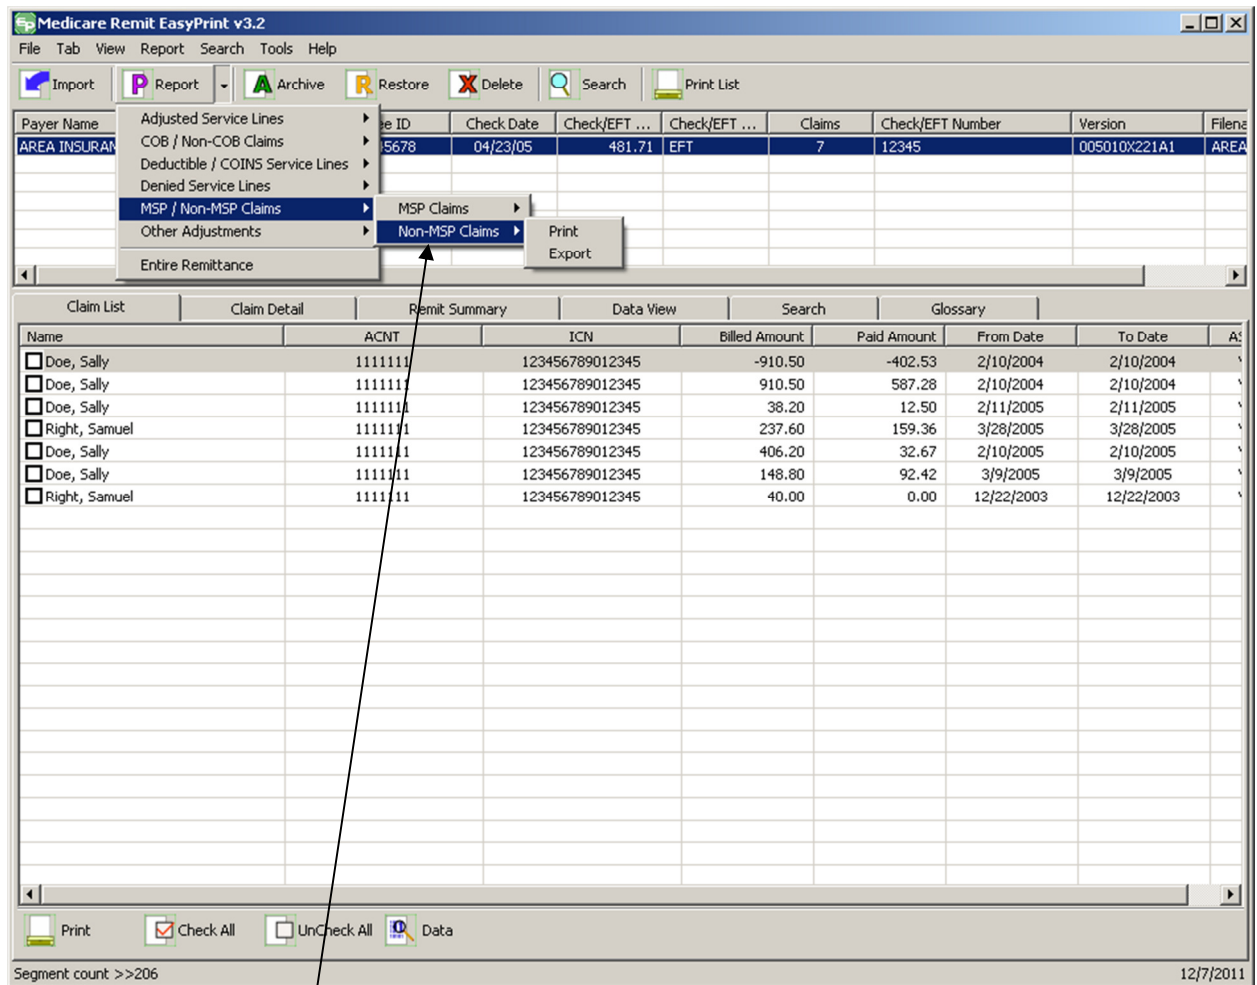 Medicare Remit EasyPrint v3.2
File Tab View Report Search Tools Help
Import Report Archive Restore Delete Search Print List
Payer Name ee ID Check Date Check/EFT ... Check/EFT ... Claims Check/EFT Number Version Filena
AREA INSURAN 45678 04/23/05 481.71 EFT 7 12345 005010X221A1 AREA
Adjusted Service Lines
COB / Non-COB Claims
Deductible / COINS Service Lines
Denied Service Lines
MSP / Non-MSP Claims MSP Claims
Other Adjustments Non-MSP Claims Print
Export
Entire Remittance
Claim List Claim Detail Remit Summary Data View Search Glossary
Name ACNT ICN Billed Amount Paid Amount From Date To Date AS
Doe, Sally 1111111 123456789012345 -910.50 -402.53 2/10/2004 2/10/2004
Doe, Sally 1111111 123456789012345 910.50 587.28 2/10/2004 2/10/2004
Doe, Sally 1111111 123456789012345 38.20 12.50 2/11/2005 2/11/2005
Right, Samuel 1111111 123456789012345 237.60 159.36 3/28/2005 3/28/2005
Doe, Sally 1111111 123456789012345 406.20 32.67 2/10/2005 2/10/2005
Doe, Sally 1111111 123456789012345 148.80 92.42 3/9/2005 3/9/2005
Right, Samuel 1111111 123456789012345 40.00 0.00 12/22/2003 12/22/2003
Print Check All UnCheck All Data
Segment count >>206 12/7/2011